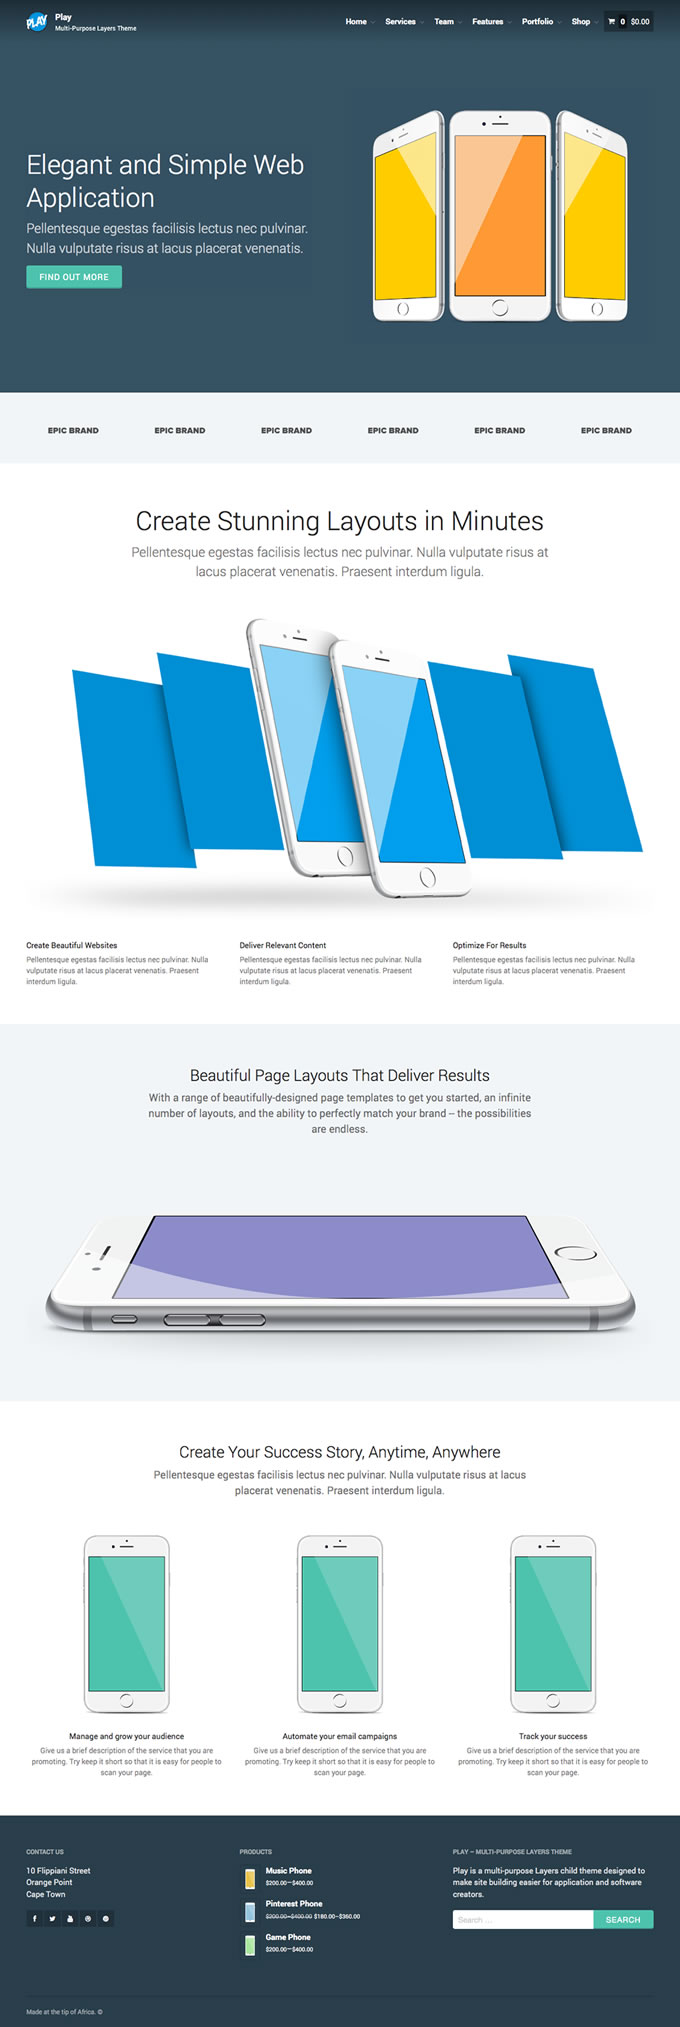 PLAY
Play
Multi-Purpose Layers Theme
Home Services Team Features Portfolio Shop 0 $0.00
Elegant and Simple Web
Application
Pellentesque egestas facilisis lectus nec pulvinar.
Nulla vulputate risus at lacus placerat venenatis.
FIND OUT MORE
EPIC BRAND EPIC BRAND EPIC BRAND EPIC BRAND EPIC BRAND EPIC BRAND
Create Stunning Layouts in Minutes
Pellentesque egestas facilisis lectus nec pulvinar. Nulla vulputate risus at
lacus placerat venenatis. Praesent interdum ligula.
Create Beautiful Websites
Pellentesque egestas facilisis lectus nec pulvinar. Nulla
vulputate risus at lacus placerat venenatis. Praesent
interdum ligula.
Deliver Relevant Content
Pellentesque egestas facilisis lectus nec pulvinar. Nulla
vulputate risus at lacus placerat venenatis. Praesent
interdum ligula.
Optimize For Results
Pellentesque egestas facilisis lectus nec pulvinar. Nulla
vulputate risus at lacus placerat venenatis. Praesent
interdum ligula.
Beautiful Page Layouts That Deliver Results
With a range of beautifully-designed page templates to get you started, an infinite
number of layouts, and the ability to perfectly match your brand – the possibilities
are endless.
Create Your Success Story, Anytime, Anywhere
Pellentesque egestas facilisis lectus nec pulvinar. Nulla vulputate risus at lacus
placerat venenatis. Praesent interdum ligula.
Manage and grow your audience
Give us a brief description of the service that you are
promoting. Try keep it short so that it is easy for people to
scan your page.
Automate your email campaigns
Give us a brief description of the service that you are
promoting. Try keep it short so that it is easy for people to
scan your page.
Track your success
Give us a brief description of the service that you are
promoting. Try keep it short so that it is easy for people to
scan your page.
CONTACT US
10 Flippiani Street
Orange Point
Cape Town
PRODUCTS
Music Phone
$200.00–$400.00
Pinterest Phone
$200.00–$400.00 $180.00–$360.00
Game Phone
$200.00–$400.00
PLAY – MULTI-PURPOSE LAYERS THEME
Play is a multi-purpose Layers child theme designed to
make site building easier for application and software
creators.
Search ... SEARCH
Made at the tip of Africa. ©